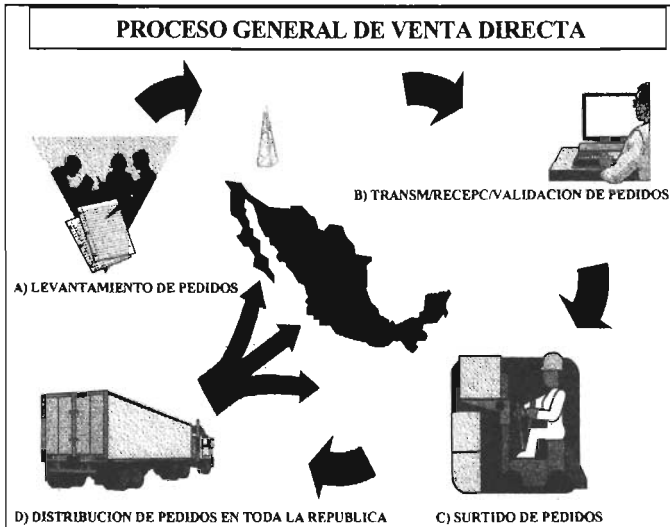 PROCESO GENERAL DE VENTA DIRECTA
B) TRANSM/RECEPC/VALIDACION DE PEDIDOS
A) LEVANTAMIENTO DE PEDIDOS
D) DISTRIBUCION DE PEDIDOS EN TODA LA REPUBLICA
C) SURTIDO DE PEDIDOS